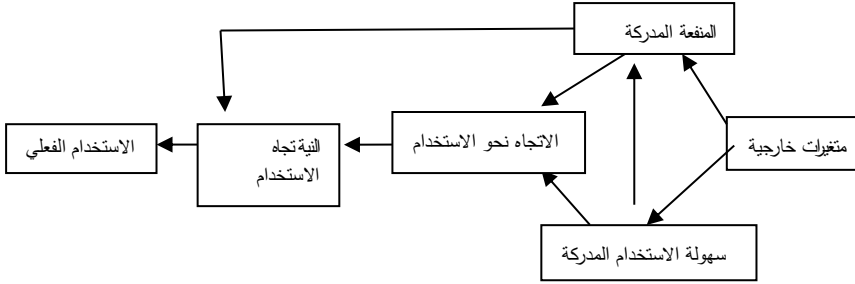 المنفعة المدركة
متغيرات خارجية
الاتجاه نحو الاستخدام
النية تجاه
الاستخدام
الاستخدام الفعلي
سهولة الاستخدام المدركة